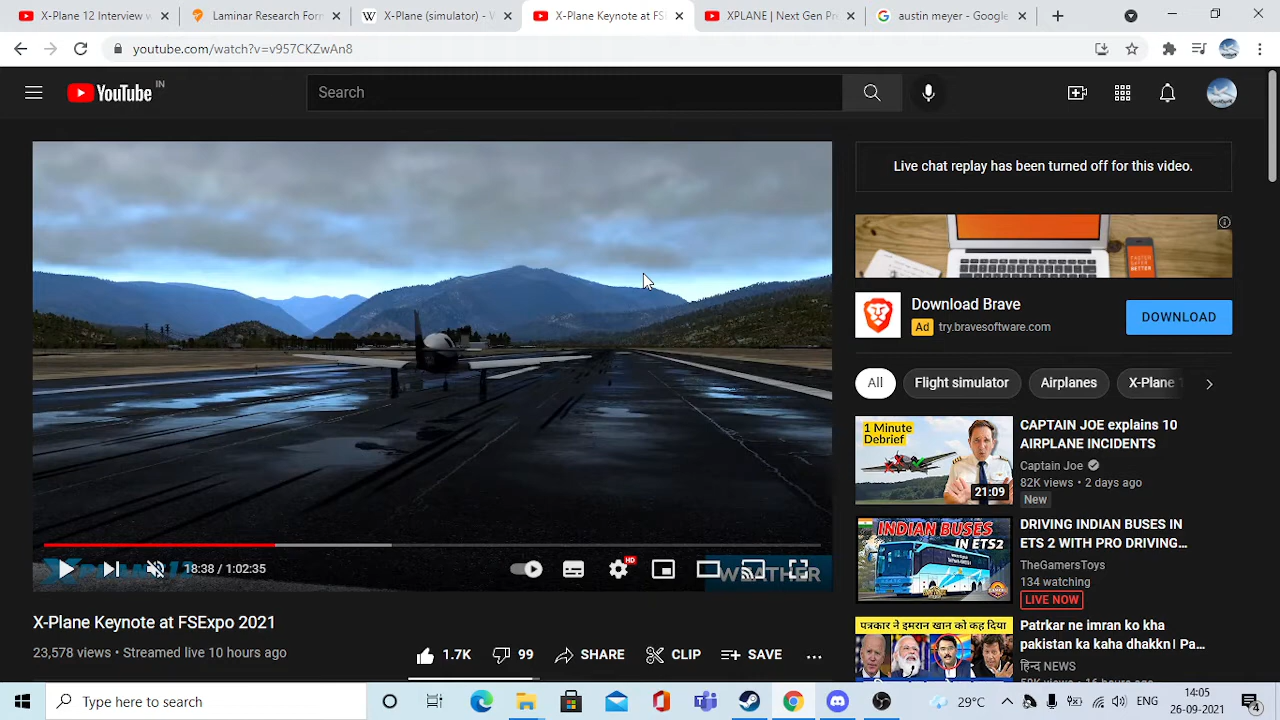 X-Plane 12 Interview v
Laminar Research For
X-Plane (simulator) - W
X-Plane Keynote at FSE
XPLANE | Next Gen Pre
austin meyer - Google
youtube.com/watch?v=v957CKZwAn8
YouTube IN
Search
Live chat replay has been turned off for this video.
Download Brave
Ad try.bravesoftware.com
DOWNLOAD
All Flight simulator Airplanes X-Plane
1 Minute
Debrief
21:09
CAPTAIN JOE explains 10
AIRPLANE INCIDENTS
Captain Joe
82K views • 2 days ago
New
INDIAN BUSES
IN ETS2
DRIVING INDIAN BUSES IN
ETS 2 WITH PRO DRIVING...
TheGamersToys
134 watching
LIVE NOW
पत्रकार ने इमरान खान को कह दिया
Patrkar ne imran ko kha
pakistan ka kaha dhakkn! Pa...
हिन्द NEWS
18:38 / 1:02:35
HD
WEATHER
X-Plane Keynote at FSExpo 2021
23,578 views • Streamed live 10 hours ago
1.7K 99 SHARE CLIP SAVE ...
Type here to search
29°C
ENG
14:05
26-09-2021
4